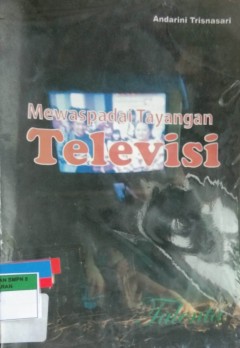 Andarini Trisnasari
Mewaspadai Tayangan
Televisi